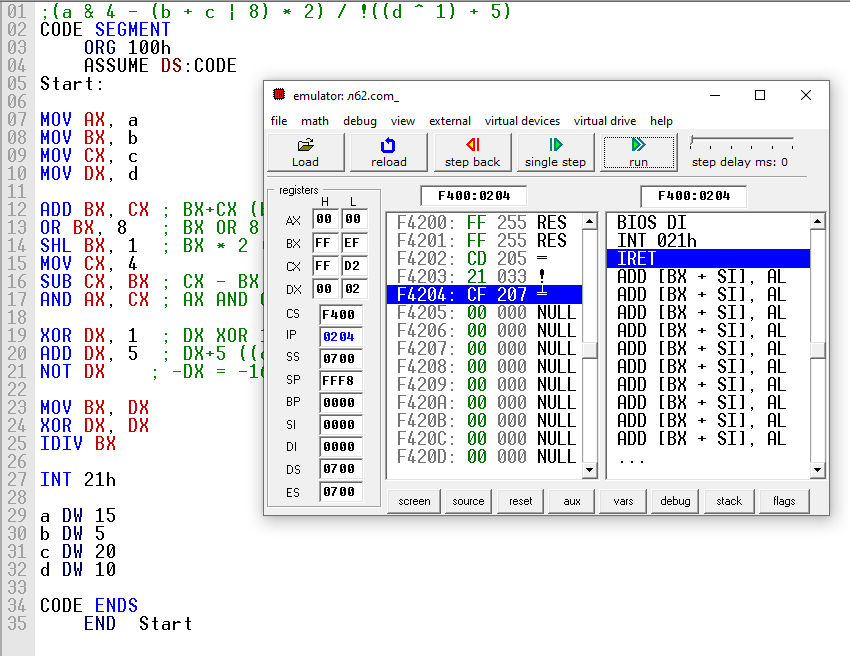 01 ;(a & 4 - (b + c | 8) * 2) / !((d ^ 1) + 5)
02 CODE SEGMENT
03 ORG 100h
04 ASSUME DS:CODE
05 Start:
06
07 MOV AX, a
08 MOV BX, b
09 MOV CX, c
10 MOV DX, d
11
12 ADD BX, CX ; BX+CX (
13 OR BX, 8 ; BX OR 8
14 SHL BX, 1 ; BX * 2
15 MOV CX, 4
16 SUB CX, BX ; CX - BX
17 AND AX, CX ; AX AND
18
19 XOR DX, 1 ; DX XOR
20 ADD DX, 5 ; DX+5 ((
21 NOT DX ; -DX = -1
22
23 MOV BX, DX
24 XOR DX, DX
25 IDIV BX
26
27 INT 21h
28
29 a DW 15
30 b DW 5
31 c DW 20
32 d DW 10
33
34 CODE ENDS
35 END Start
emulator: лб2.com_
file math debug view external virtual devices virtual drive help
Load reload step back single step run step delay ms: 0
registers
H L
AX 00 00
BX FF EF
CX FF D2
DX 00 02
CS F400
IP 0204
SS 0700
SP FFF8
BP 0000
SI 0000
DI 0000
DS 0700
ES 0700
F400:0204
F4200: FF 255 RES
F4201: FF 255 RES
F4202: CD 205 ═
F4203: 21 033 !
F4204: CF 207 ╧
F4205: 00 000 NULL
F4206: 00 000 NULL
F4207: 00 000 NULL
F4208: 00 000 NULL
F4209: 00 000 NULL
F420A: 00 000 NULL
F420B: 00 000 NULL
F420C: 00 000 NULL
F420D: 00 000 NULL
F400:0204
BIOS DI
INT 021h
IRET
ADD [BX + SI], AL
ADD [BX + SI], AL
ADD [BX + SI], AL
ADD [BX + SI], AL
ADD [BX + SI], AL
ADD [BX + SI], AL
ADD [BX + SI], AL
ADD [BX + SI], AL
ADD [BX + SI], AL
ADD [BX + SI], AL
...
screen source reset aux vars debug stack flags